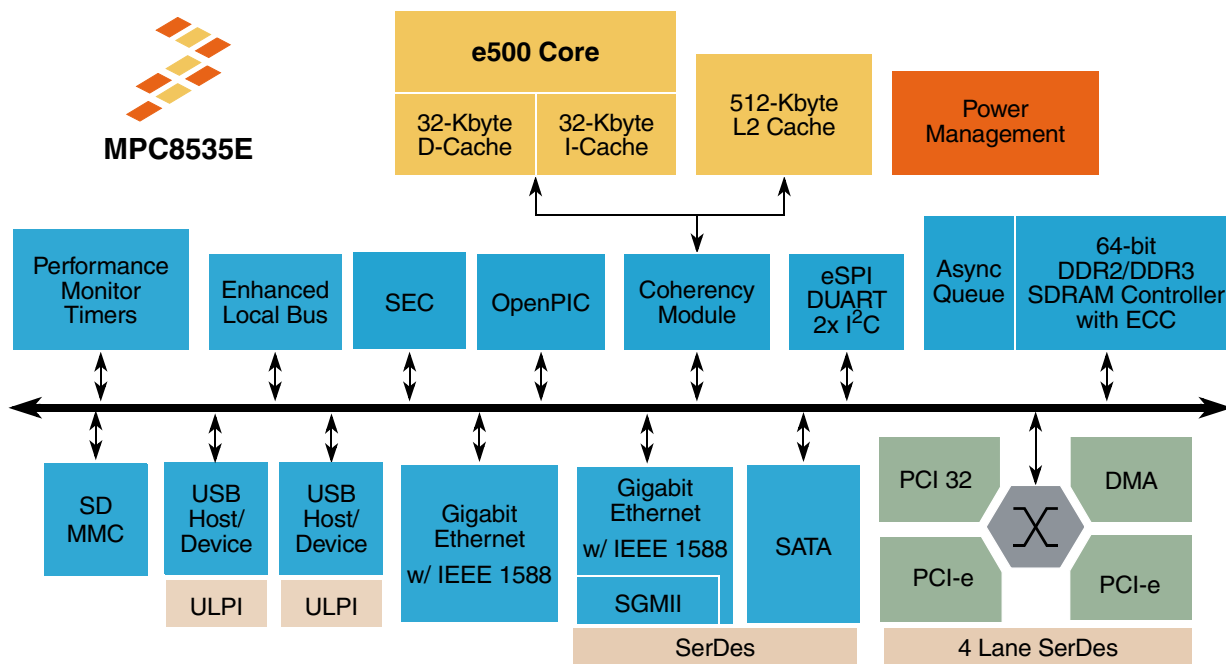 MPC8535E
e500 Core
32-Kbyte
D-Cache
32-Kbyte
I-Cache
512-Kbyte
L2 Cache
Power
Management
Performance
Monitor
Timers
Enhanced
Local Bus
SEC
OpenPIC
Coherency
Module
eSPI
DUART
2x I²C
Async
Queue
64-bit
DDR2/DDR3
SDRAM Controller
with ECC
SD
MMC
USB
Host/
Device
ULPI
USB
Host/
Device
ULPI
Gigabit
Ethernet
w/ IEEE 1588
Gigabit
Ethernet
w/ IEEE 1588
SGMII
SATA
SerDes
PCI 32
DMA
PCI-e
PCI-e
4 Lane SerDes